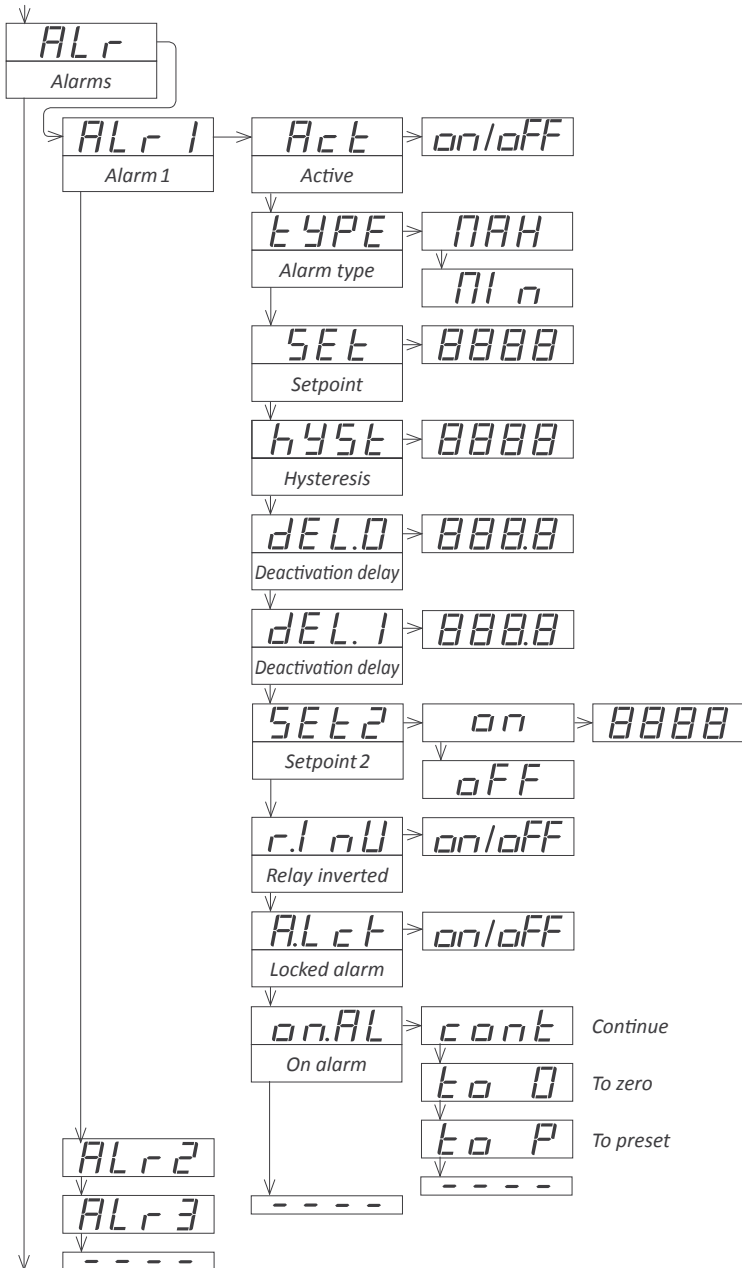 ALr
Alarms
ALr 1
Alarm 1
Act
Active
on/oFF
tYPE
Alarm type
MAX
MIn
SEt
Setpoint
8888
hYSt
Hysteresis
8888
dEL.0
Deactivation delay
888.8
dEL.1
Deactivation delay
888.8
SEt2
Setpoint 2
on
8888
oFF
r.InV
Relay inverted
on/oFF
A.Lck
Locked alarm
on/oFF
on.AL
On alarm
cont
Continue
to 0
To zero
to P
To preset
- - - -
- - - -
ALr2
ALr3
- - - -